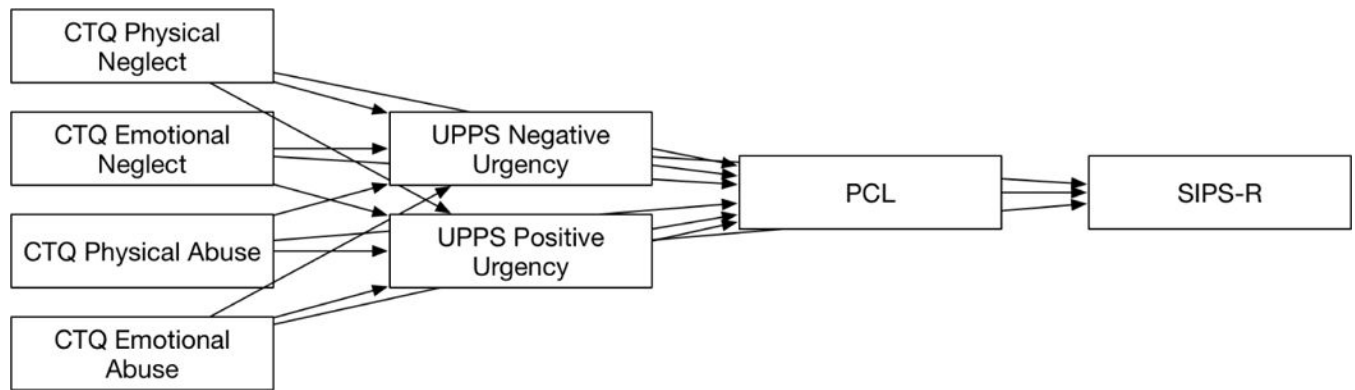 CTQ Physical
Neglect
CTQ Emotional
Neglect
CTQ Physical Abuse
CTQ Emotional
Abuse
UPPS Negative
Urgency
UPPS Positive
Urgency
PCL
SIPS-R